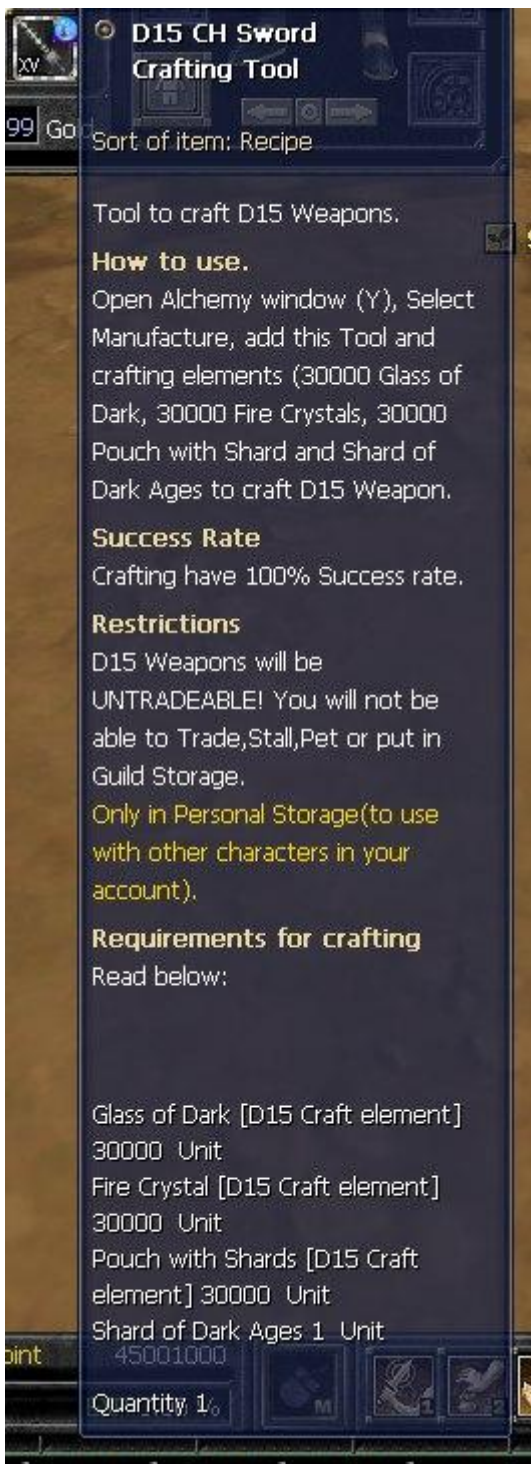 D15 CH Sword
Crafting Tool
XV
99 Go
Sort of item: Recipe
Tool to craft D15 Weapons.
How to use.
Open Alchemy window (Y), Select
Manufacture, add this Tool and
crafting elements (30000 Glass of
Dark, 30000 Fire Crystals, 30000
Pouch with Shard and Shard of
Dark Ages to craft D15 Weapon.
Success Rate
Crafting have 100% Success rate.
Restrictions
D15 Weapons will be
UNTRADEABLE! You will not be
able to Trade,Stall,Pet or put in
Guild Storage.
Only in Personal Storage(to use
with other characters in your
account).
Requirements for crafting
Read below:
Glass of Dark [D15 Craft element]
30000 Unit
Fire Crystal [D15 Craft element]
30000 Unit
Pouch with Shards [D15 Craft
element] 30000 Unit
Shard of Dark Ages 1 Unit
oint 45001000
Quantity 1
M 1 2